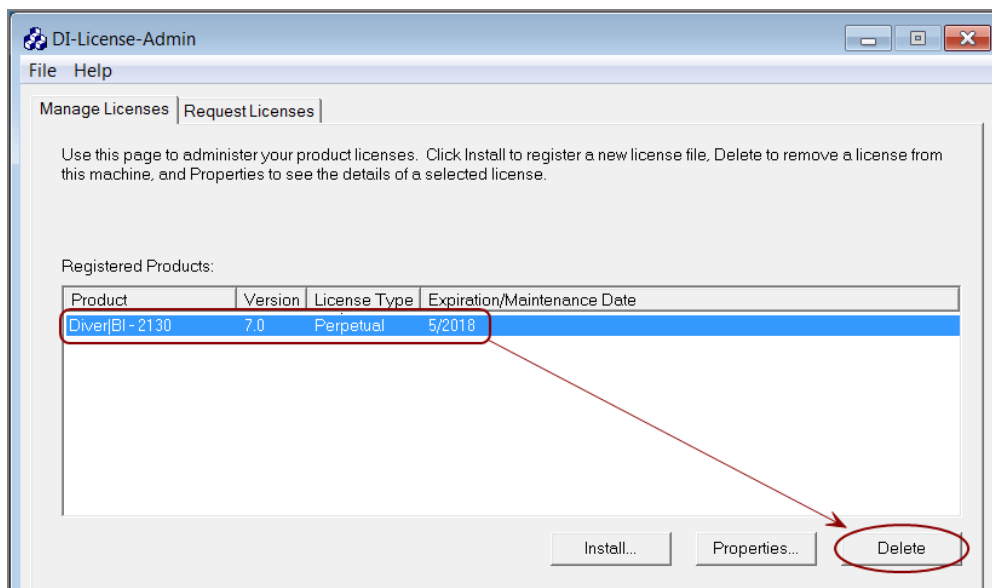 DI-License-Admin
File Help
Manage Licenses Request Licenses
Use this page to administer your product licenses. Click Install to register a new license file, Delete to remove a license from
this machine, and Properties to see the details of a selected license.
Registered Products:
Product Version License Type Expiration/Maintenance Date
Diver|BI - 2130 7.0 Perpetual 5/2018
Install... Properties... Delete